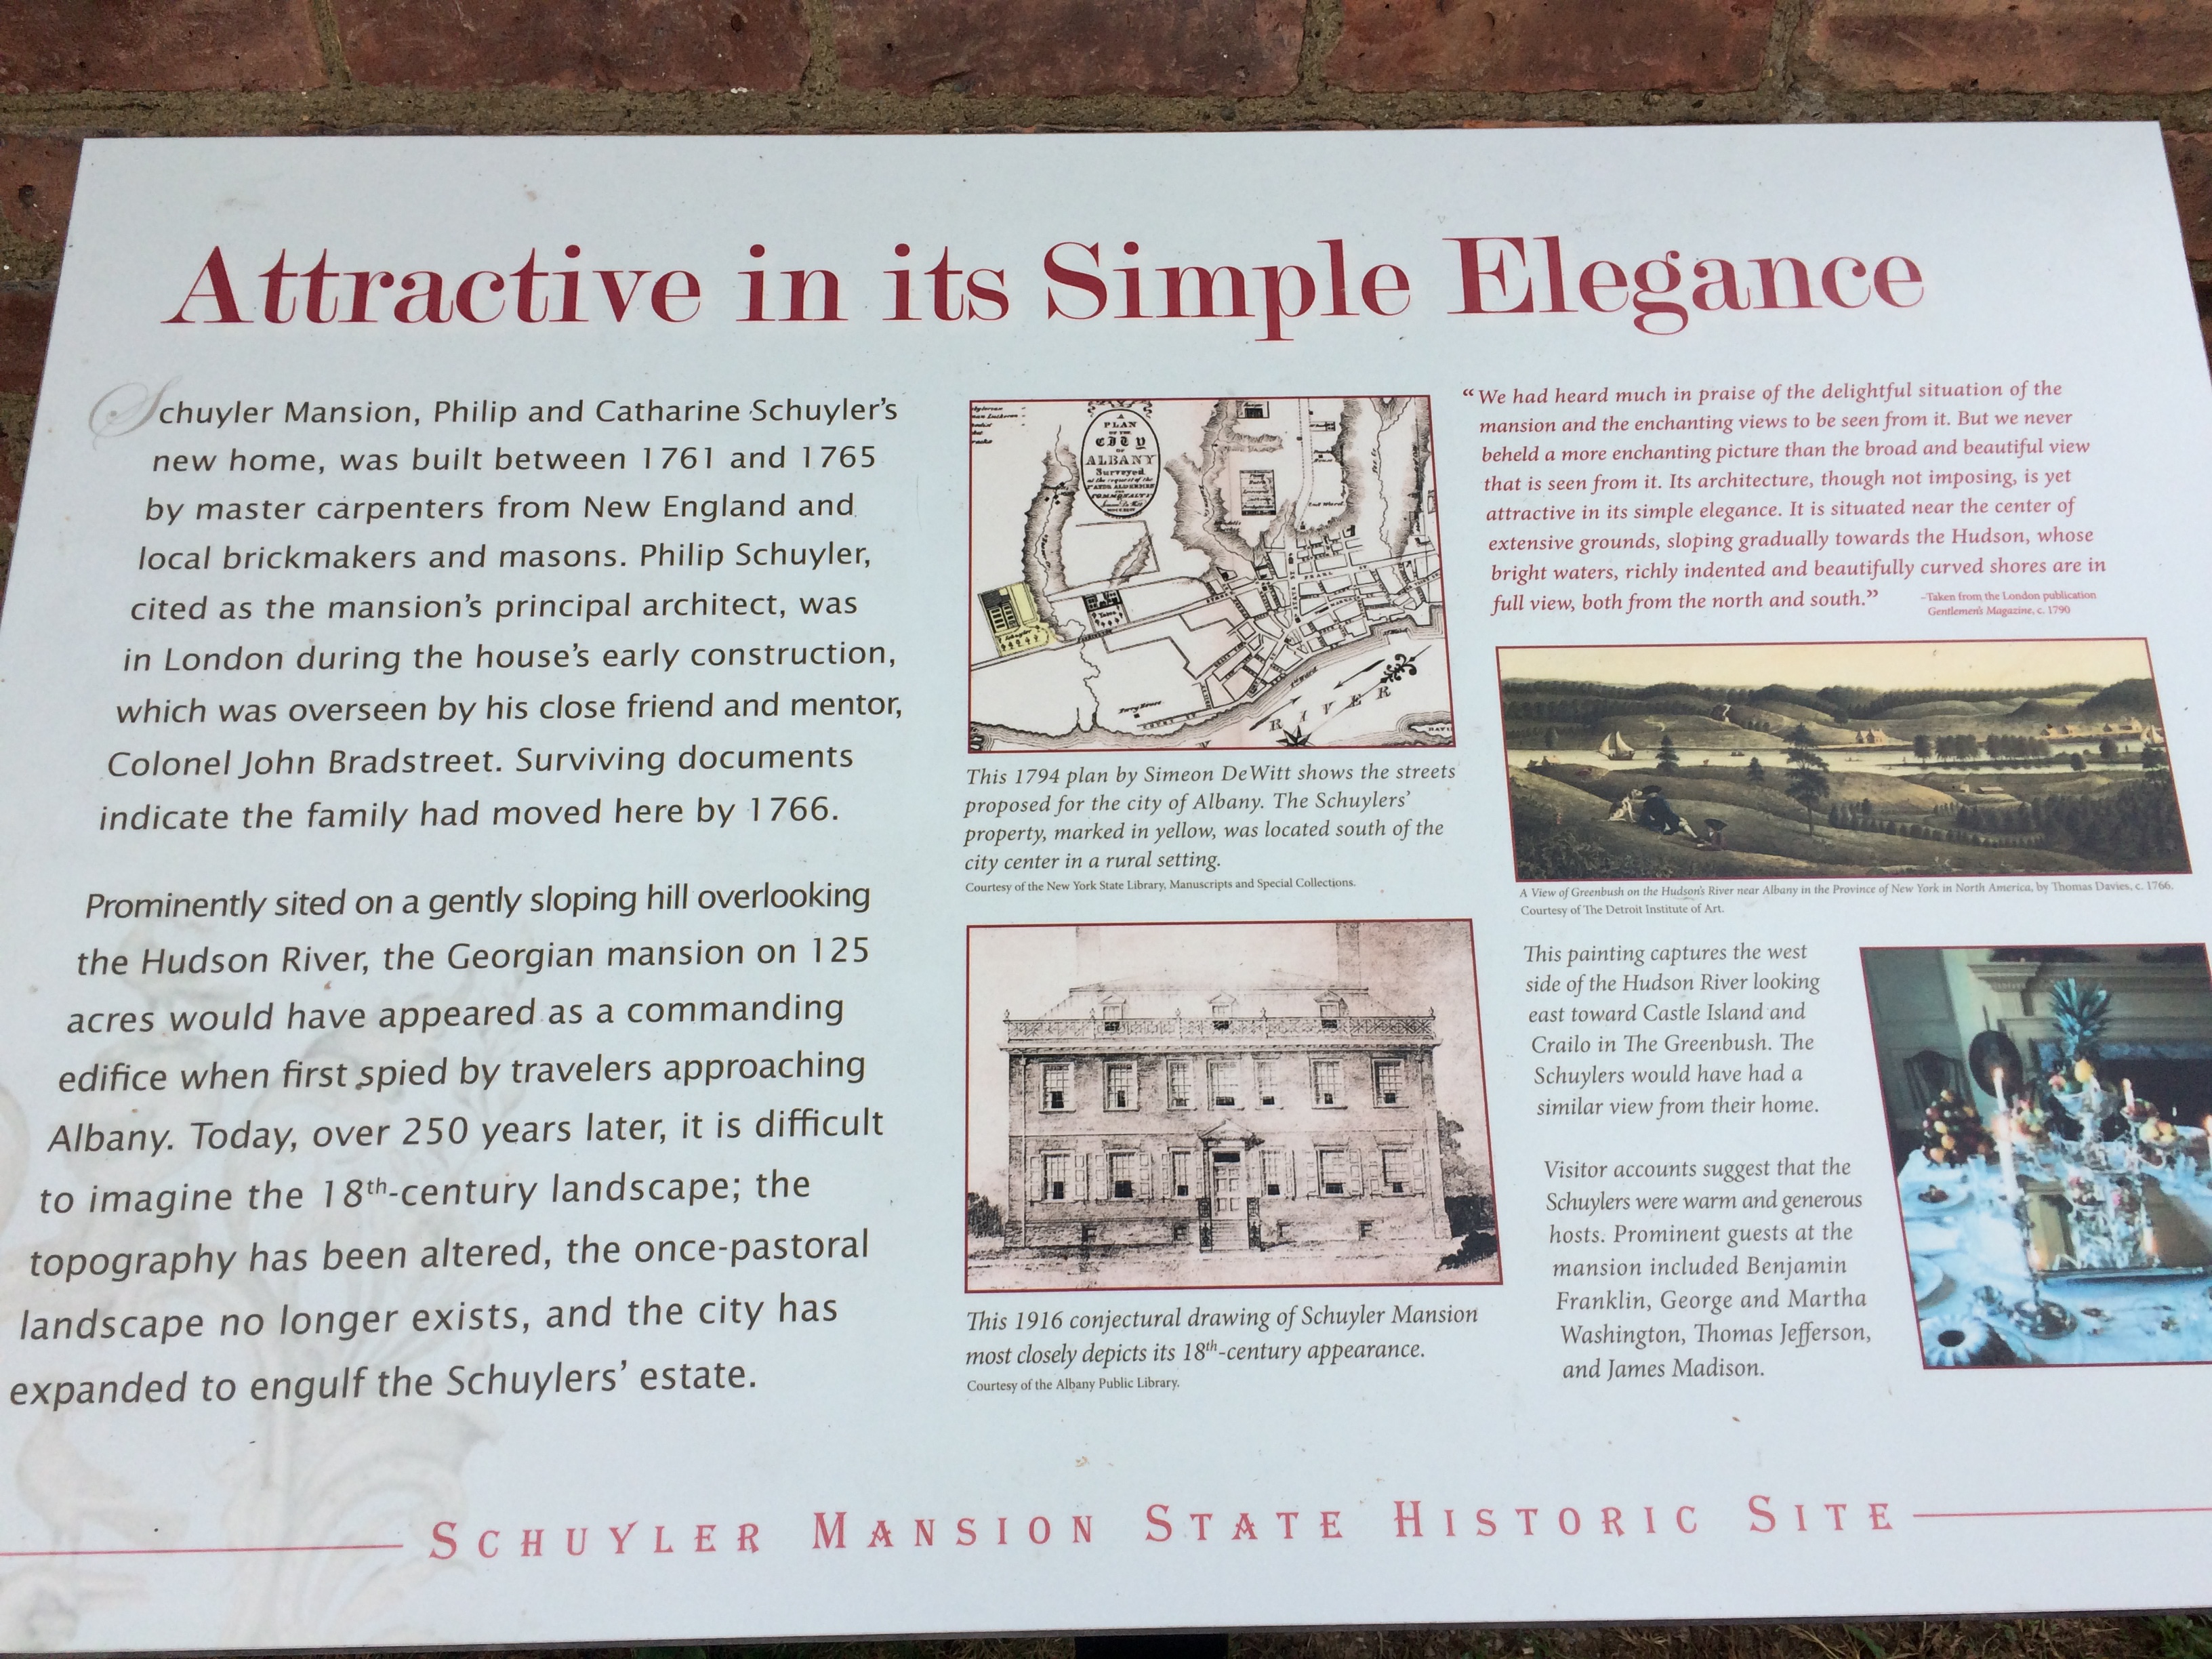 Attractive in its Simple Elegance
Schuyler Mansion, Philip and Catharine Schuyler's
new home, was built between 1761 and 1765
by master carpenters from New England and
local brickmakers and masons. Philip Schuyler,
cited as the mansion's principal architect, was
in London during the house's early construction,
which was overseen by his close friend and mentor,
Colonel John Bradstreet. Surviving documents
indicate the family had moved here by 1766.
Prominently sited on a gently sloping hill overlooking
the Hudson River, the Georgian mansion on 125
acres would have appeared as a commanding
edifice when first spied by travelers approaching
Albany. Today, over 250 years later, it is difficult
to imagine the 18th-century landscape; the
topography has been altered, the once-pastoral
landscape no longer exists, and the city has
expanded to engulf the Schuylers' estate.
A
PLAN
OF THE
CITY
OF
ALBANY
Surveyed
at the request of the
COMMONALTY
RIVER
This 1794 plan by Simeon DeWitt shows the streets
proposed for the city of Albany. The Schuylers'
property, marked in yellow, was located south of the
city center in a rural setting.
Courtesy of the New York State Library, Manuscripts and Special Collections.
This 1916 conjectural drawing of Schuyler Mansion
most closely depicts its 18th-century appearance.
Courtesy of the Albany Public Library.
"We had heard much in praise of the delightful situation of the
mansion and the enchanting views to be seen from it. But we never
beheld a more enchanting picture than the broad and beautiful view
that is seen from it. Its architecture, though not imposing, is yet
attractive in its simple elegance. It is situated near the center of
extensive grounds, sloping gradually towards the Hudson, whose
bright waters, richly indented and beautifully curved shores are in
full view, both from the north and south."
–Taken from the London publication
Gentlemen's Magazine, c. 1790
A View of Greenbush on the Hudson's River near Albany in the Province of New York in North America, by Thomas Davies, c. 1766.
Courtesy of The Detroit Institute of Art.
This painting captures the west
side of the Hudson River looking
east toward Castle Island and
Crailo in The Greenbush. The
Schuylers would have had a
similar view from their home.
Visitor accounts suggest that the
Schuylers were warm and generous
hosts. Prominent guests at the
mansion included Benjamin
Franklin, George and Martha
Washington, Thomas Jefferson,
and James Madison.
SCHUYLER MANSION STATE HISTORIC SITE